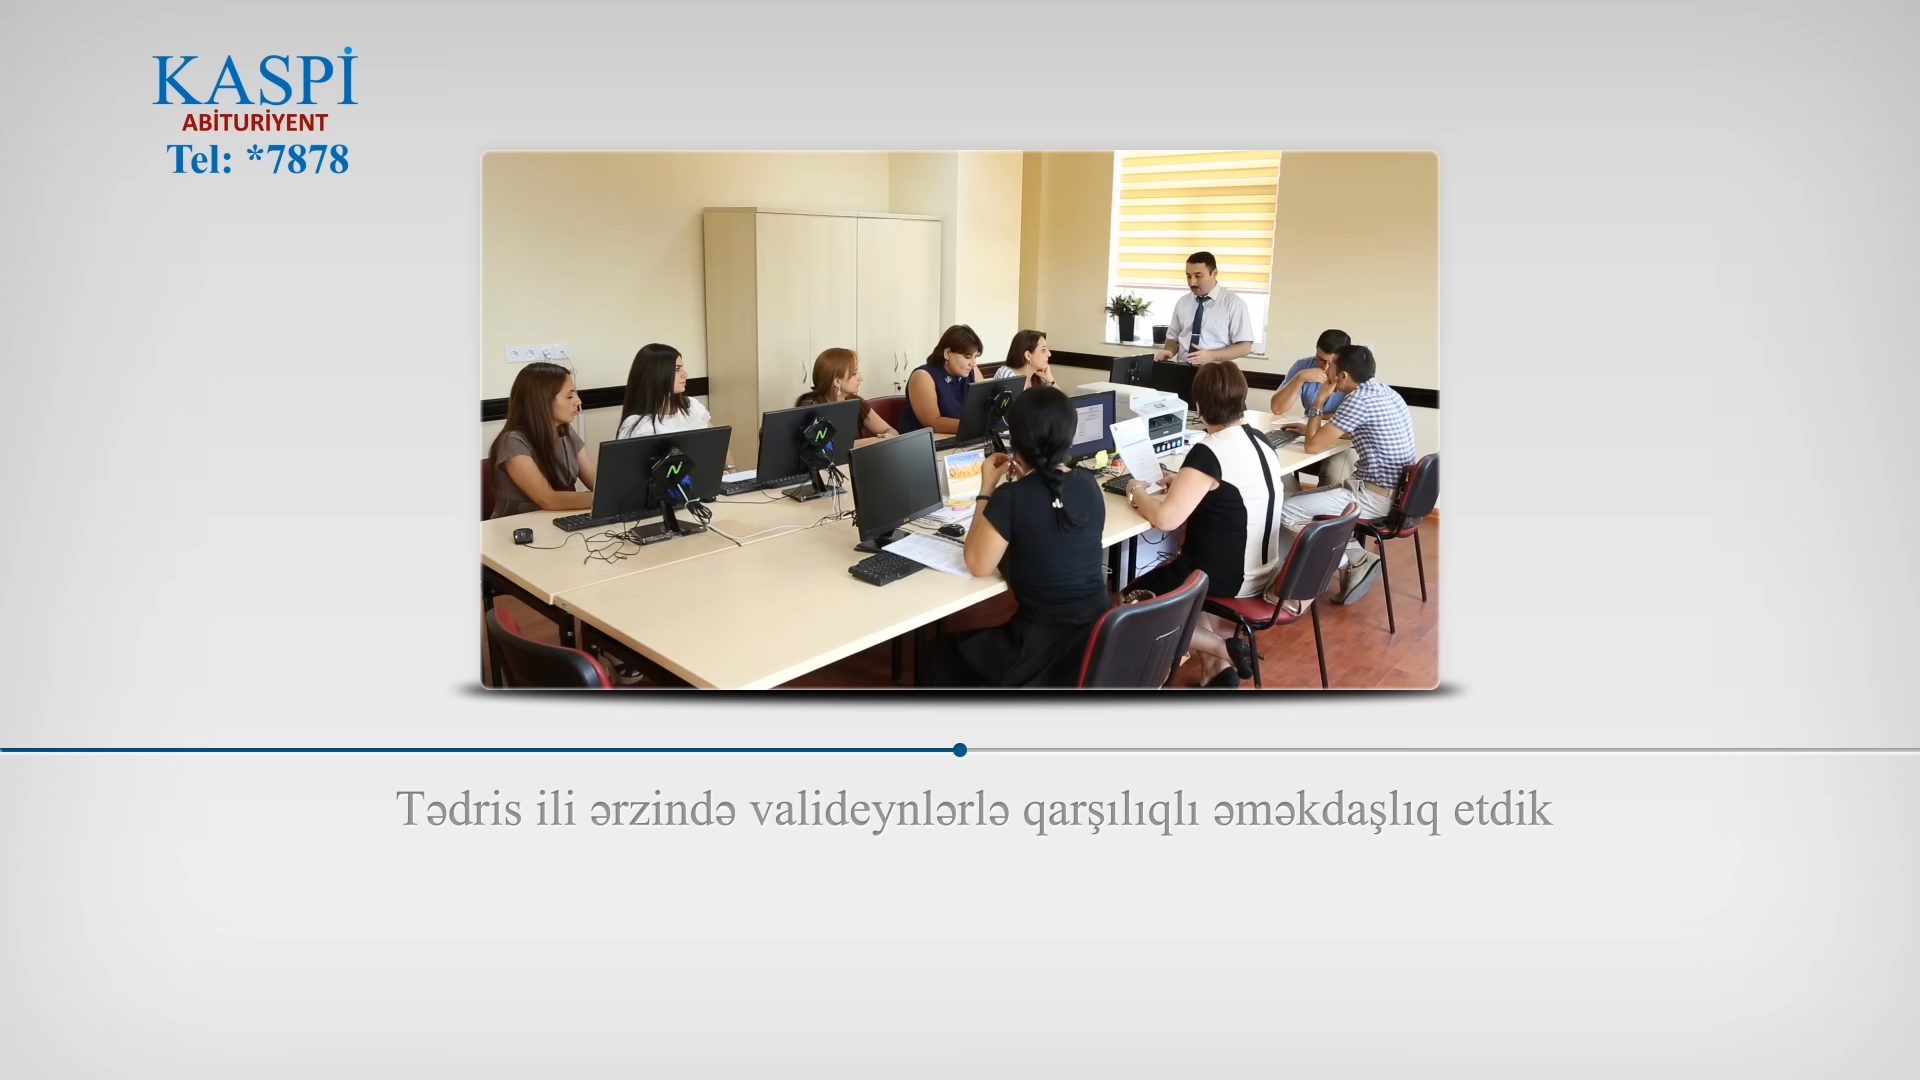 KASPİ
ABİTURİYENT
Tel: *7878
Tədris ili ərzində valideynlərlə qarşılıqlı əməkdaşlıq etdik